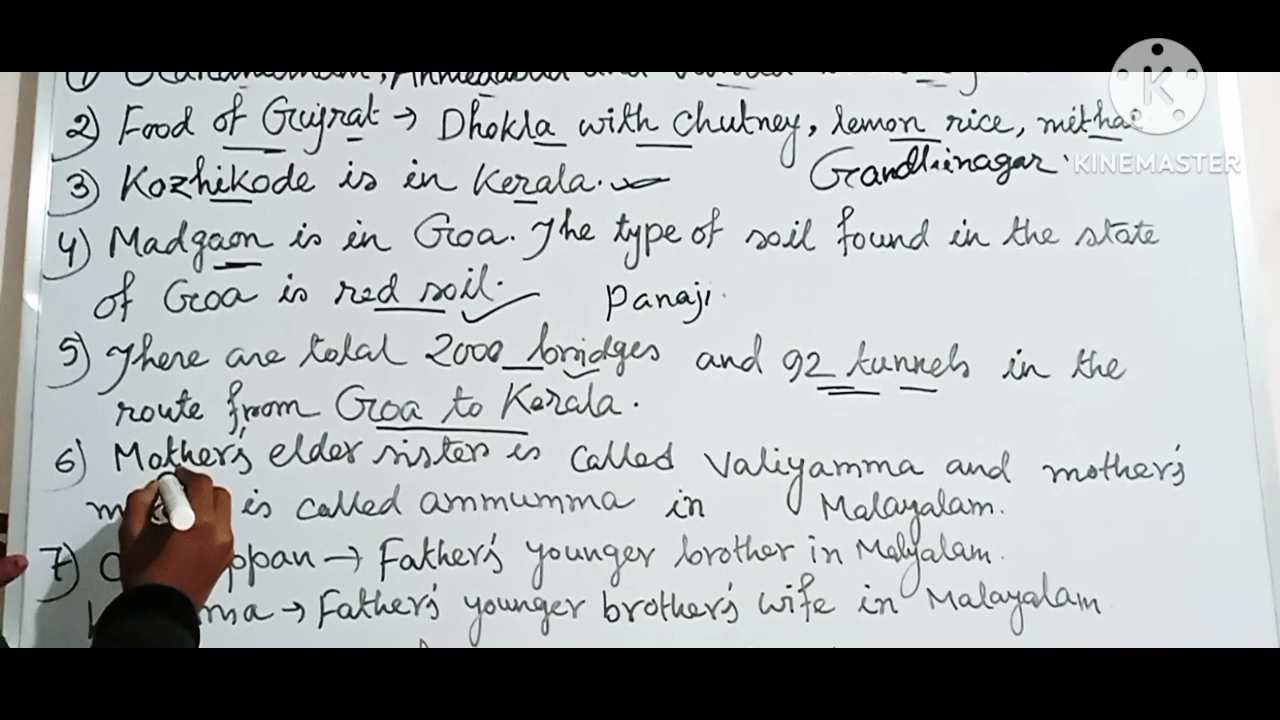 1)
2) Food of Gujrat → Dhokla with chutney, lemon rice, mithae
Gandhinagar.
3) Kozhikode is in Kerala.
4) Madgaon is in Goa. The type of soil found in the state
of Goa is red soil. Panaji.
5) There are total 2000 bridges and 92 tunnels in the
route from Goa to Kerala.
6) Mother's elder sister is called Valiyamma and mother's
is called ammumma in Malayalam.
7) → Father's younger brother in Malyalam.
→ Father's younger brother's wife in Malayalam
K
KINEMASTER